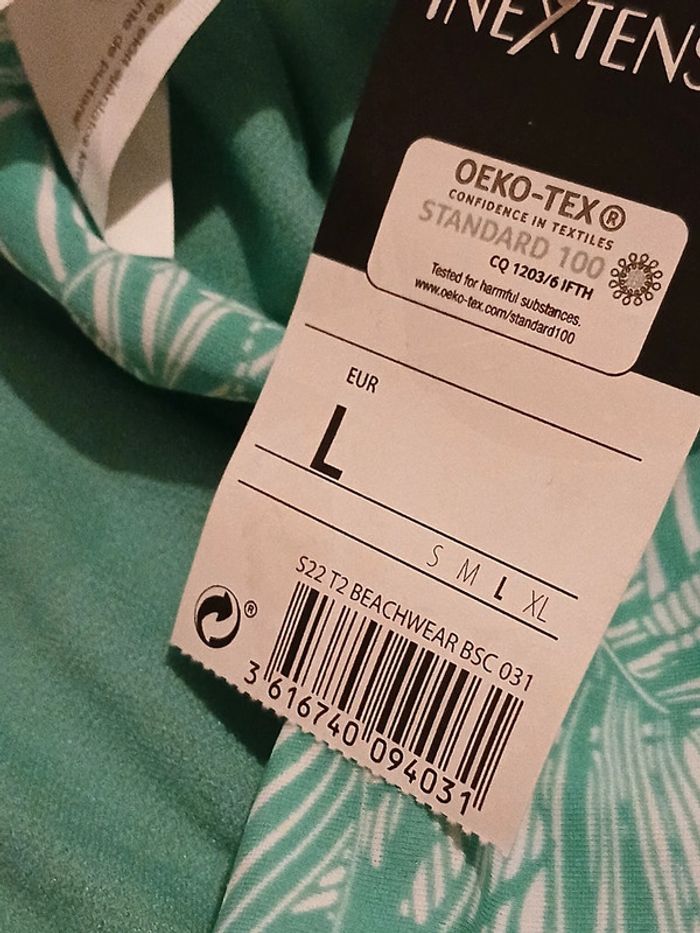 INEXTENS
OEKO-TEX®
CONFIDENCE IN TEXTILES
STANDARD 100
CQ 1203/6 IFTH
Tested for harmful substances.
www.oeko-tex.com/standard100
EUR
L
S M L XL
S22 T2 BEACHWEAR BSC 031
®
3 616740 094031